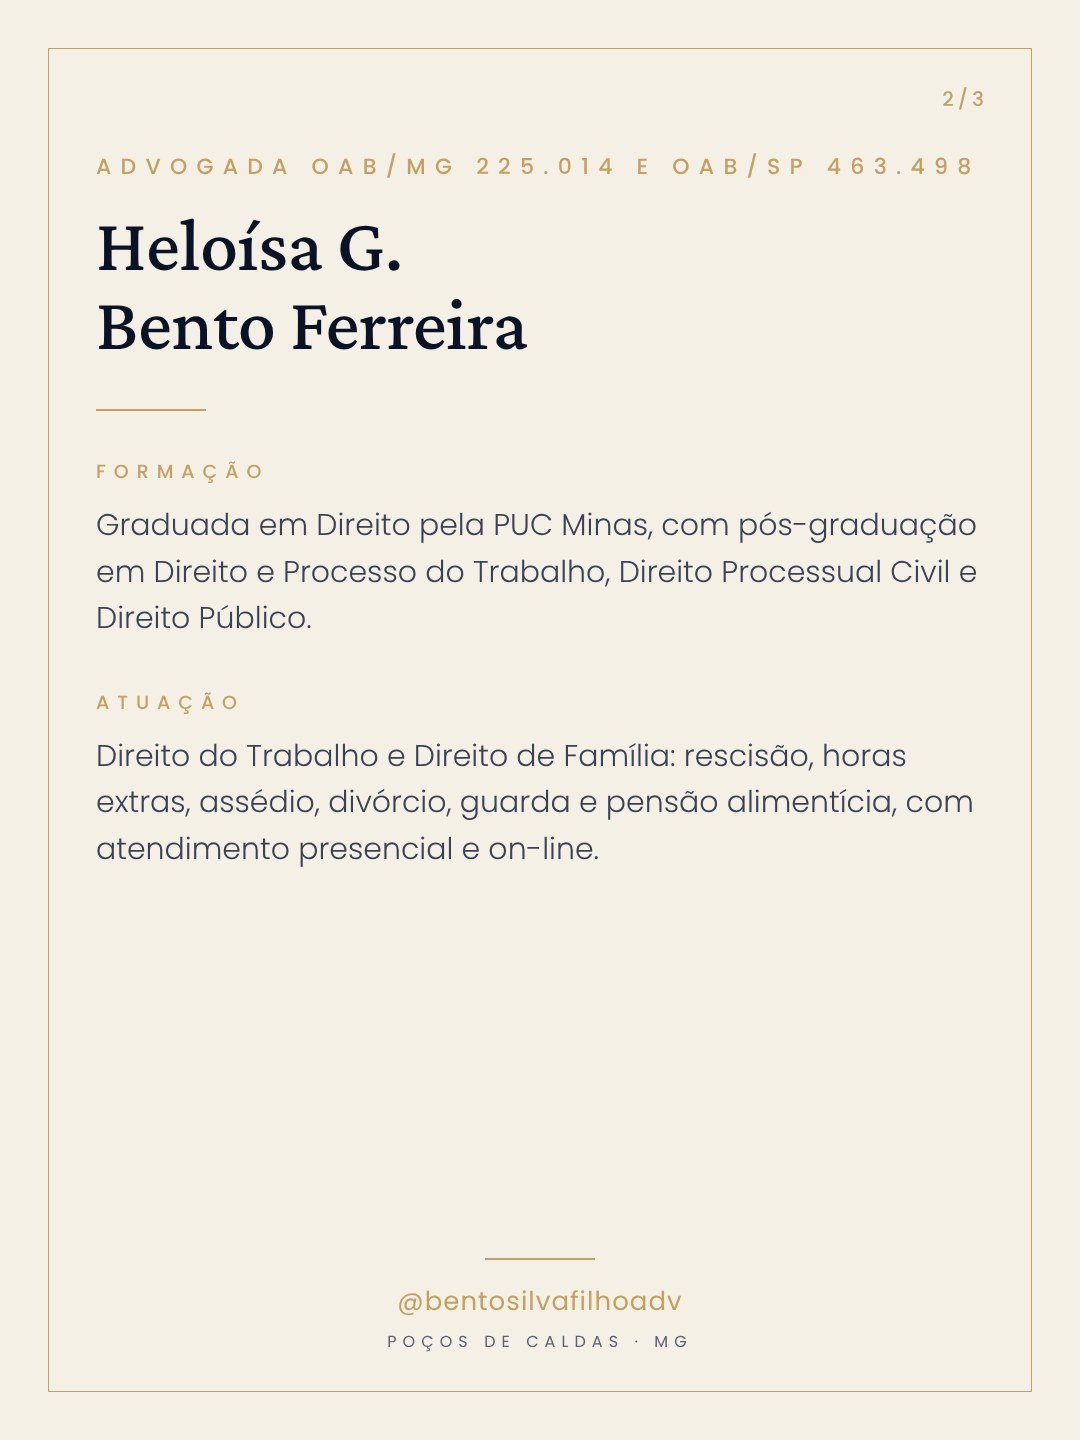 2/3
ADVOGADA OAB/MG 225.014 E OAB/SP 463.498
Heloísa G.
Bento Ferreira
FORMAÇÃO
Graduada em Direito pela PUC Minas, com pós-graduação
em Direito e Processo do Trabalho, Direito Processual Civil e
Direito Público.
ATUAÇÃO
Direito do Trabalho e Direito de Família: rescisão, horas
extras, assédio, divórcio, guarda e pensão alimentícia, com
atendimento presencial e on-line.
@bentosilvafilhoadv
POÇOS DE CALDAS · MG